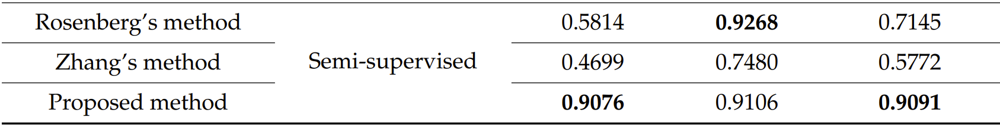 Rosenberg’s method 0.5814 0.9268 0.7145
Zhang’s method Semi-supervised 0.4699 0.7480 0.5772
Proposed method 0.9076 0.9106 0.9091